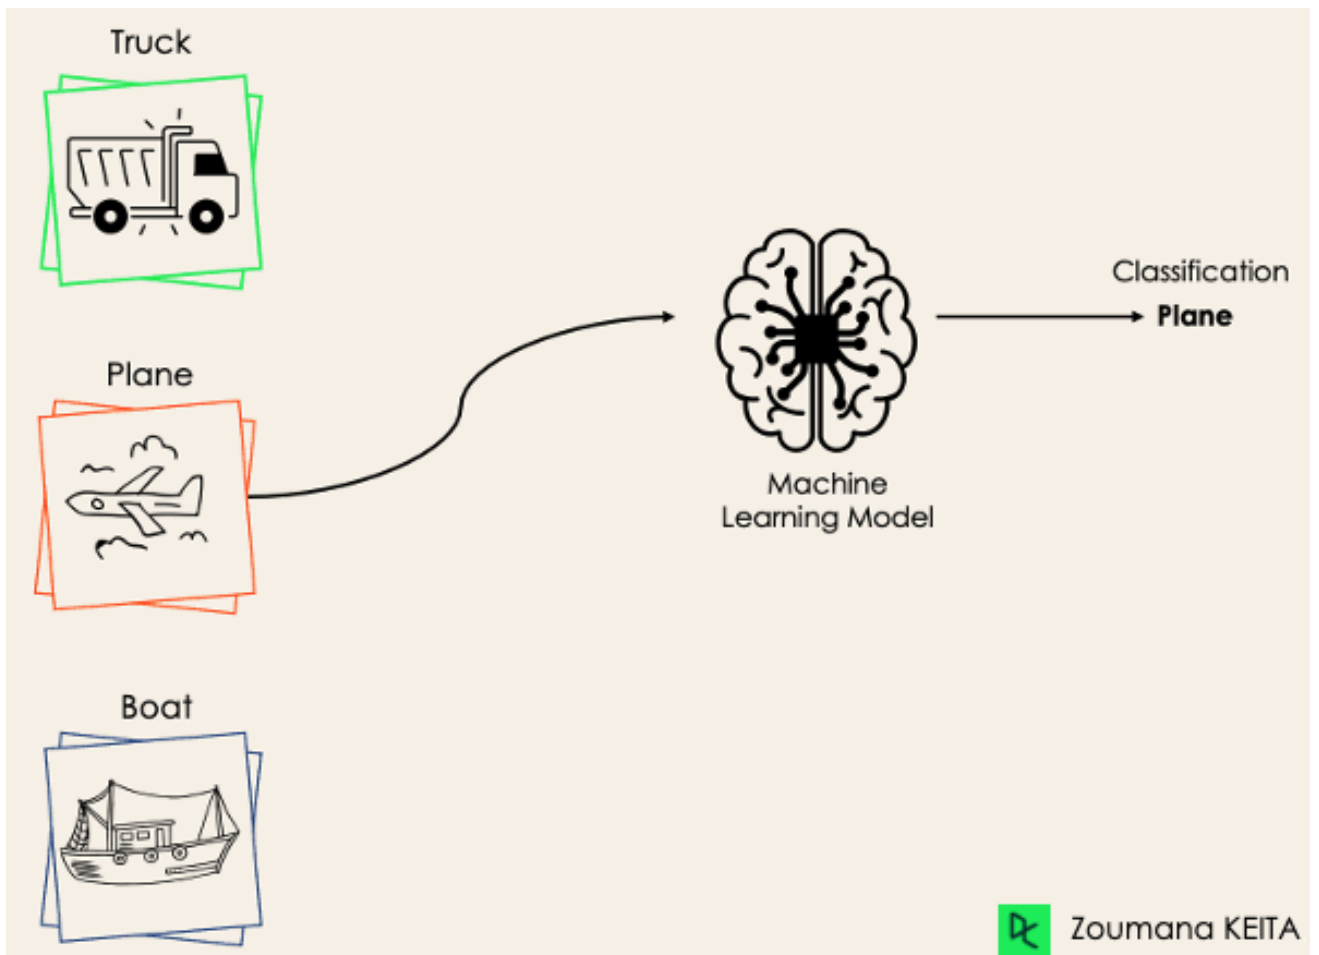 Truck
Plane
Boat
Machine
Learning Model
Classification
Plane
Zoumana KEITA